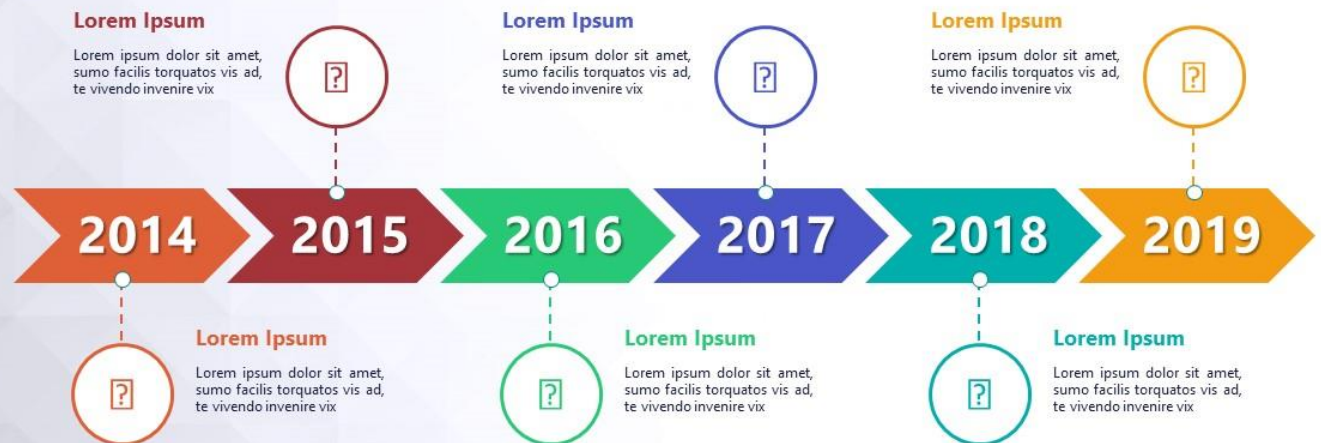 Lorem Ipsum
Lorem ipsum dolor sit amet,
sumo facilis torquatos vis ad,
te vivendo invenire vix
Lorem Ipsum
Lorem ipsum dolor sit amet,
sumo facilis torquatos vis ad,
te vivendo invenire vix
Lorem Ipsum
Lorem ipsum dolor sit amet,
sumo facilis torquatos vis ad,
te vivendo invenire vix
2014
2015
2016
2017
2018
2019
Lorem Ipsum
Lorem ipsum dolor sit amet,
sumo facilis torquatos vis ad,
te vivendo invenire vix
Lorem Ipsum
Lorem ipsum dolor sit amet,
sumo facilis torquatos vis ad,
te vivendo invenire vix
Lorem Ipsum
Lorem ipsum dolor sit amet,
sumo facilis torquatos vis ad,
te vivendo invenire vix